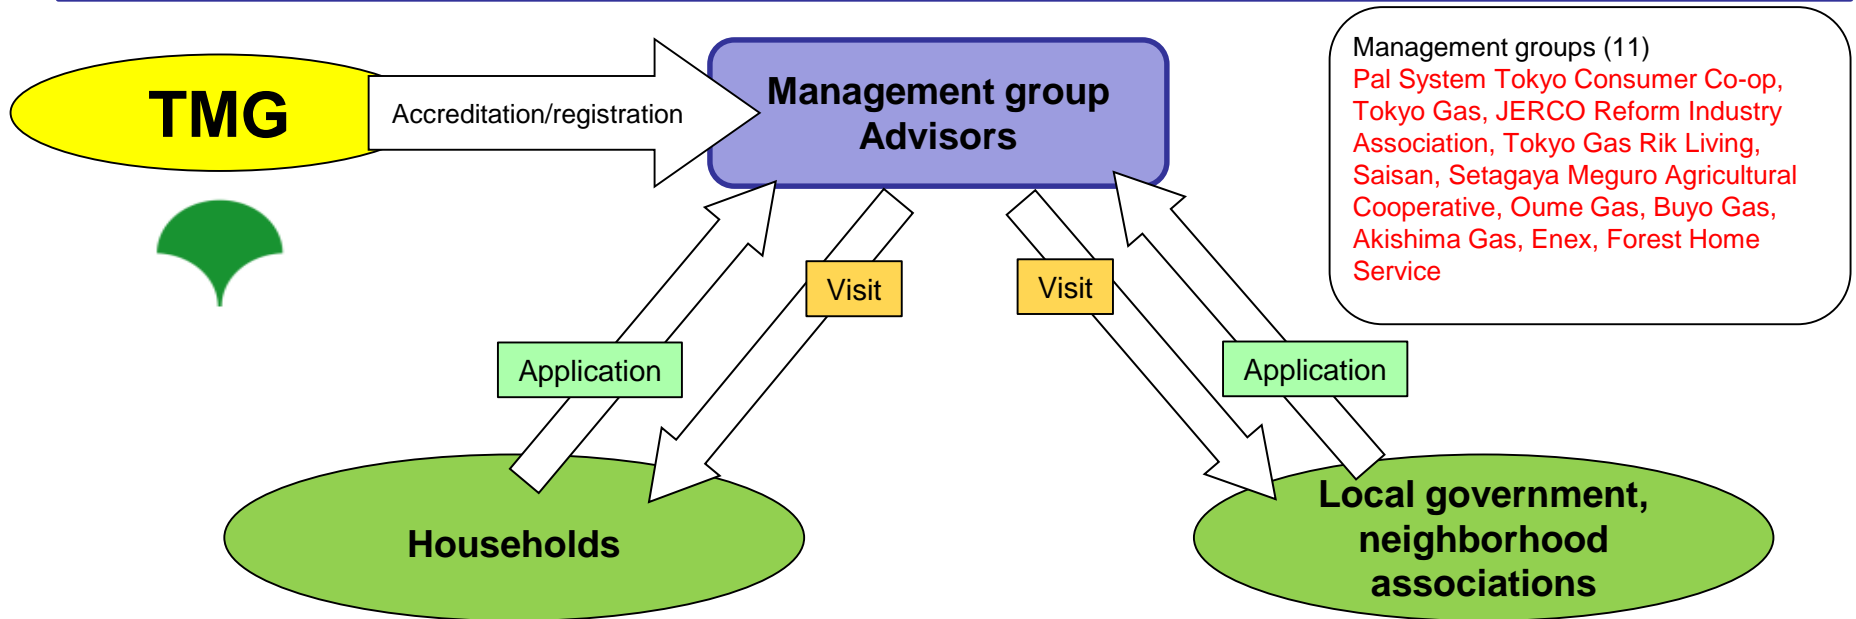 TMG
Accreditation/registration
Management group
Advisors
Management groups (11)
Pal System Tokyo Consumer Co-op,
Tokyo Gas, JERCO Reform Industry
Association, Tokyo Gas Rik Living,
Saisan, Setagaya Meguro Agricultural
Cooperative, Oume Gas, Buyo Gas,
Akishima Gas, Enex, Forest Home
Service
Visit
Visit
Application
Application
Households
Local government,
neighborhood
associations